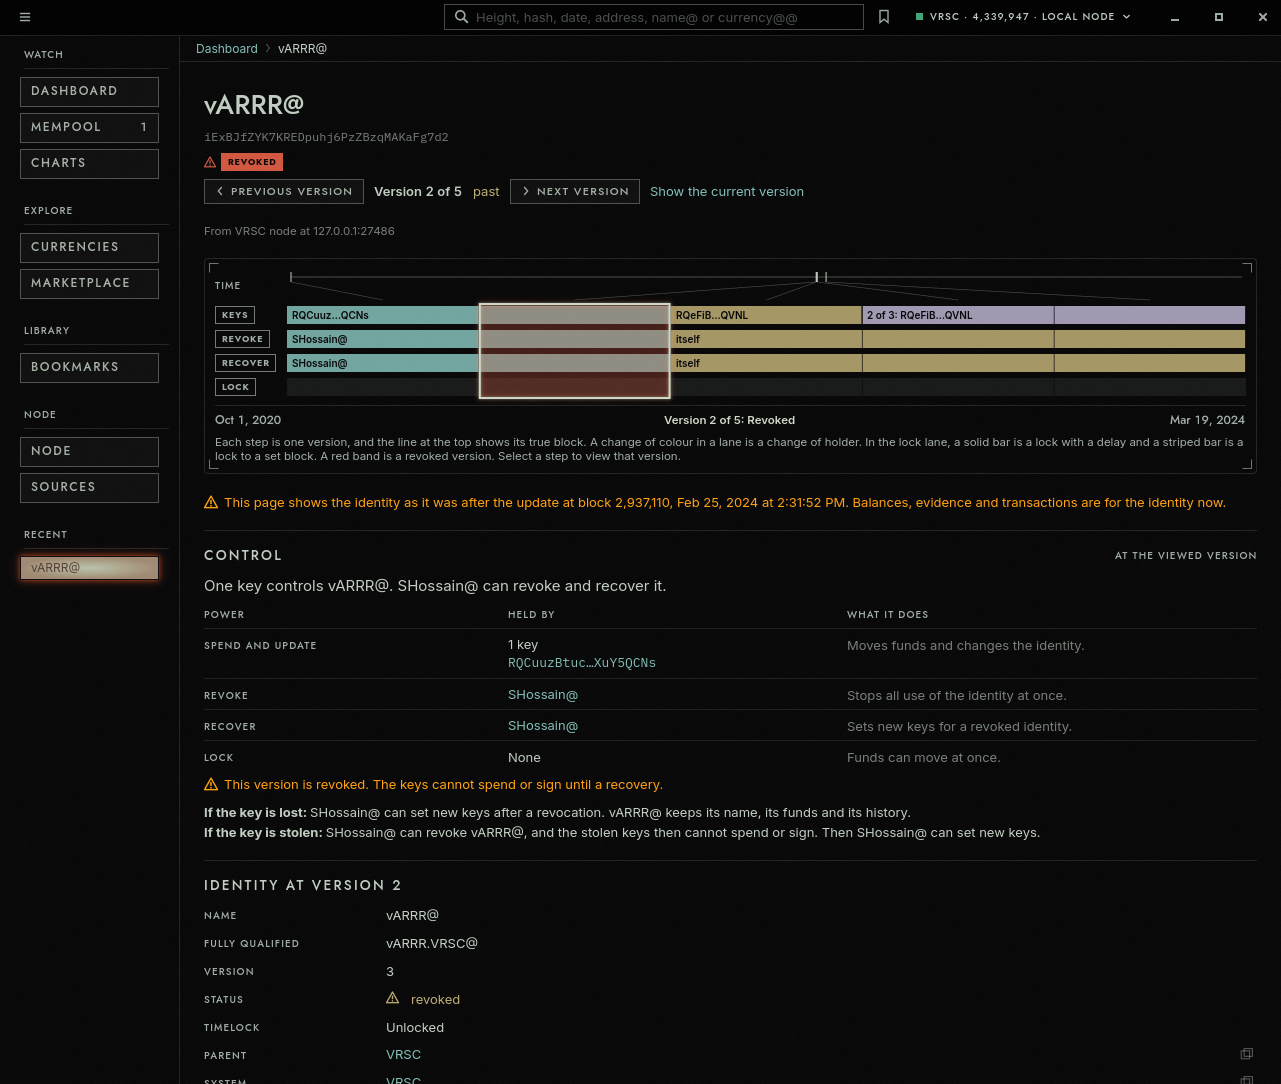 Height, hash, date, address, name@ or currency@@
VRSC · 4,339,947 · LOCAL NODE
WATCH
DASHBOARD
MEMPOOL 1
CHARTS
EXPLORE
CURRENCIES
MARKETPLACE
LIBRARY
BOOKMARKS
NODE
NODE
SOURCES
RECENT
vARRR@
Dashboard › vARRR@
vARRR@
iExBJfZYK7KREDpuhj6PzZBzqMAKaFg7d2
REVOKED
PREVIOUS VERSION Version 2 of 5 past NEXT VERSION Show the current version
From VRSC node at 127.0.0.1:27486
TIME
KEYS RQCuuz…QCNs RQeFiB…QVNL 2 of 3: RQeFiB…QVNL
REVOKE SHossain@ itself
RECOVER SHossain@ itself
LOCK
Oct 1, 2020 Version 2 of 5: Revoked Mar 19, 2024
Each step is one version, and the line at the top shows its true block. A change of colour in a lane is a change of holder. In the lock lane, a solid bar is a lock with a delay and a striped bar is a
lock to a set block. A red band is a revoked version. Select a step to view that version.
This page shows the identity as it was after the update at block 2,937,110, Feb 25, 2024 at 2:31:52 PM. Balances, evidence and transactions are for the identity now.
CONTROL AT THE VIEWED VERSION
One key controls vARRR@. SHossain@ can revoke and recover it.
POWER HELD BY WHAT IT DOES
SPEND AND UPDATE 1 key Moves funds and changes the identity.
RQCuuzBtuc…XuY5QCNs
REVOKE SHossain@ Stops all use of the identity at once.
RECOVER SHossain@ Sets new keys for a revoked identity.
LOCK None Funds can move at once.
This version is revoked. The keys cannot spend or sign until a recovery.
If the key is lost: SHossain@ can set new keys after a revocation. vARRR@ keeps its name, its funds and its history.
If the key is stolen: SHossain@ can revoke vARRR@, and the stolen keys then cannot spend or sign. Then SHossain@ can set new keys.
IDENTITY AT VERSION 2
NAME vARRR@
FULLY QUALIFIED vARRR.VRSC@
VERSION 3
STATUS revoked
TIMELOCK Unlocked
PARENT VRSC
SYSTEM VRSC